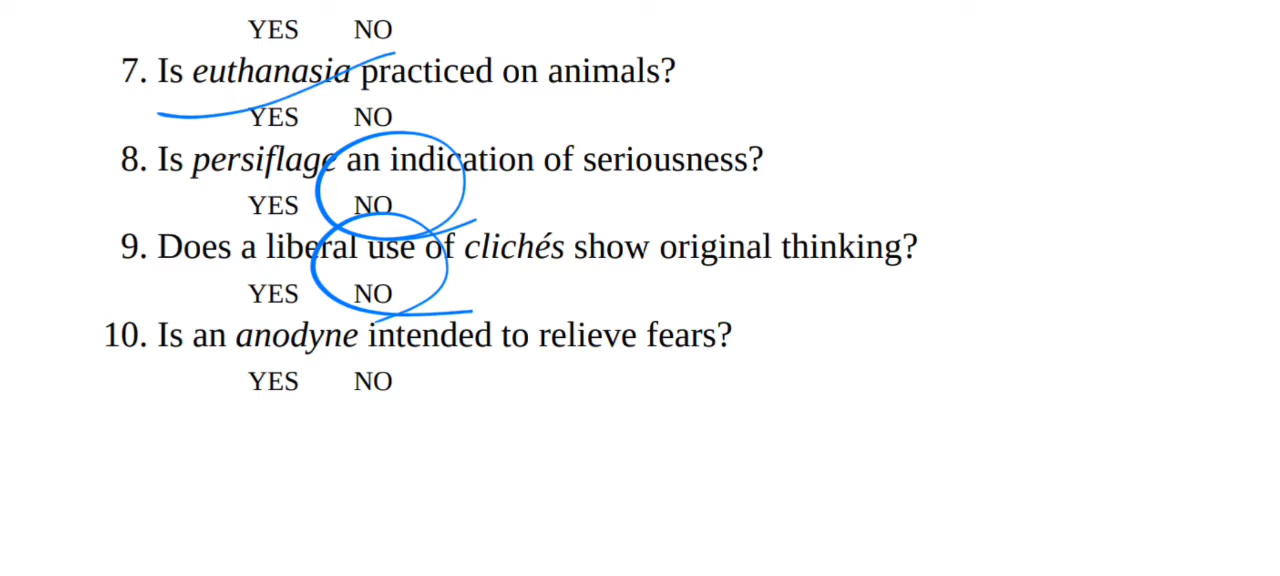 YES NO
7. Is euthanasia practiced on animals?
YES NO
8. Is persiflage an indication of seriousness?
YES NO
9. Does a liberal use of clichés show original thinking?
YES NO
10. Is an anodyne intended to relieve fears?
YES NO